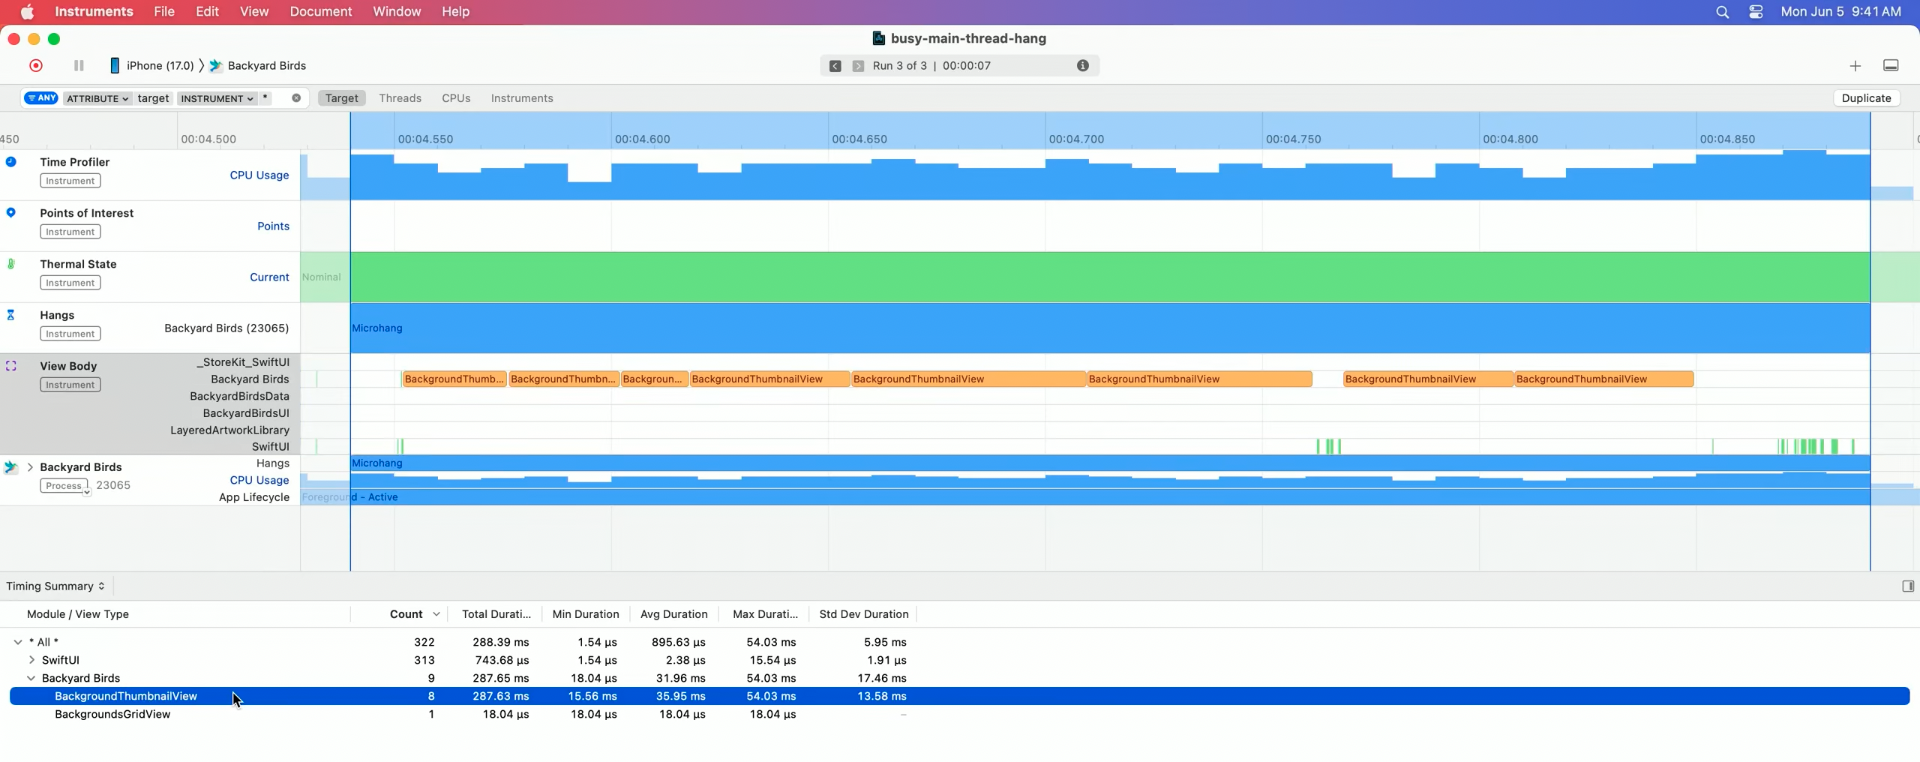 Instruments File Edit View Document Window Help Mon Jun 5 9:41 AM
busy-main-thread-hang
iPhone (17.0) Backyard Birds Run 3 of 3 | 00:00:07
ANY ATTRIBUTE target INSTRUMENT * Target Threads CPUs Instruments Duplicate
450 00:04.500 00:04.550 00:04.600 00:04.650 00:04.700 00:04.750 00:04.800 00:04.850
Time Profiler
Instrument
CPU Usage
Points of Interest
Instrument
Points
Thermal State
Instrument
Current
Nominal
Hangs
Instrument
Backyard Birds (23065)
Microhang
View Body
Instrument
_StoreKit_SwiftUI
Backyard Birds
BackgroundThumb... BackgroundThumbn... Backgroun... BackgroundThumbnailView BackgroundThumbnailView BackgroundThumbnailView BackgroundThumbnailView BackgroundThumbnailView
BackyardBirdsData
BackyardBirdsUI
LayeredArtworkLibrary
SwiftUI
Backyard Birds
Process 23065
Hangs
Microhang
CPU Usage
App Lifecycle
Foreground - Active
Timing Summary
Module / View Type Count Total Durati... Min Duration Avg Duration Max Durati... Std Dev Duration
* All * 322 288.39 ms 1.54 µs 895.63 µs 54.03 ms 5.95 ms
SwiftUI 313 743.68 µs 1.54 µs 2.38 µs 15.54 µs 1.91 µs
Backyard Birds 9 287.65 ms 18.04 µs 31.96 ms 54.03 ms 17.46 ms
BackgroundThumbnailView 8 287.63 ms 15.56 ms 35.95 ms 54.03 ms 13.58 ms
BackgroundsGridView 1 18.04 µs 18.04 µs 18.04 µs 18.04 µs –